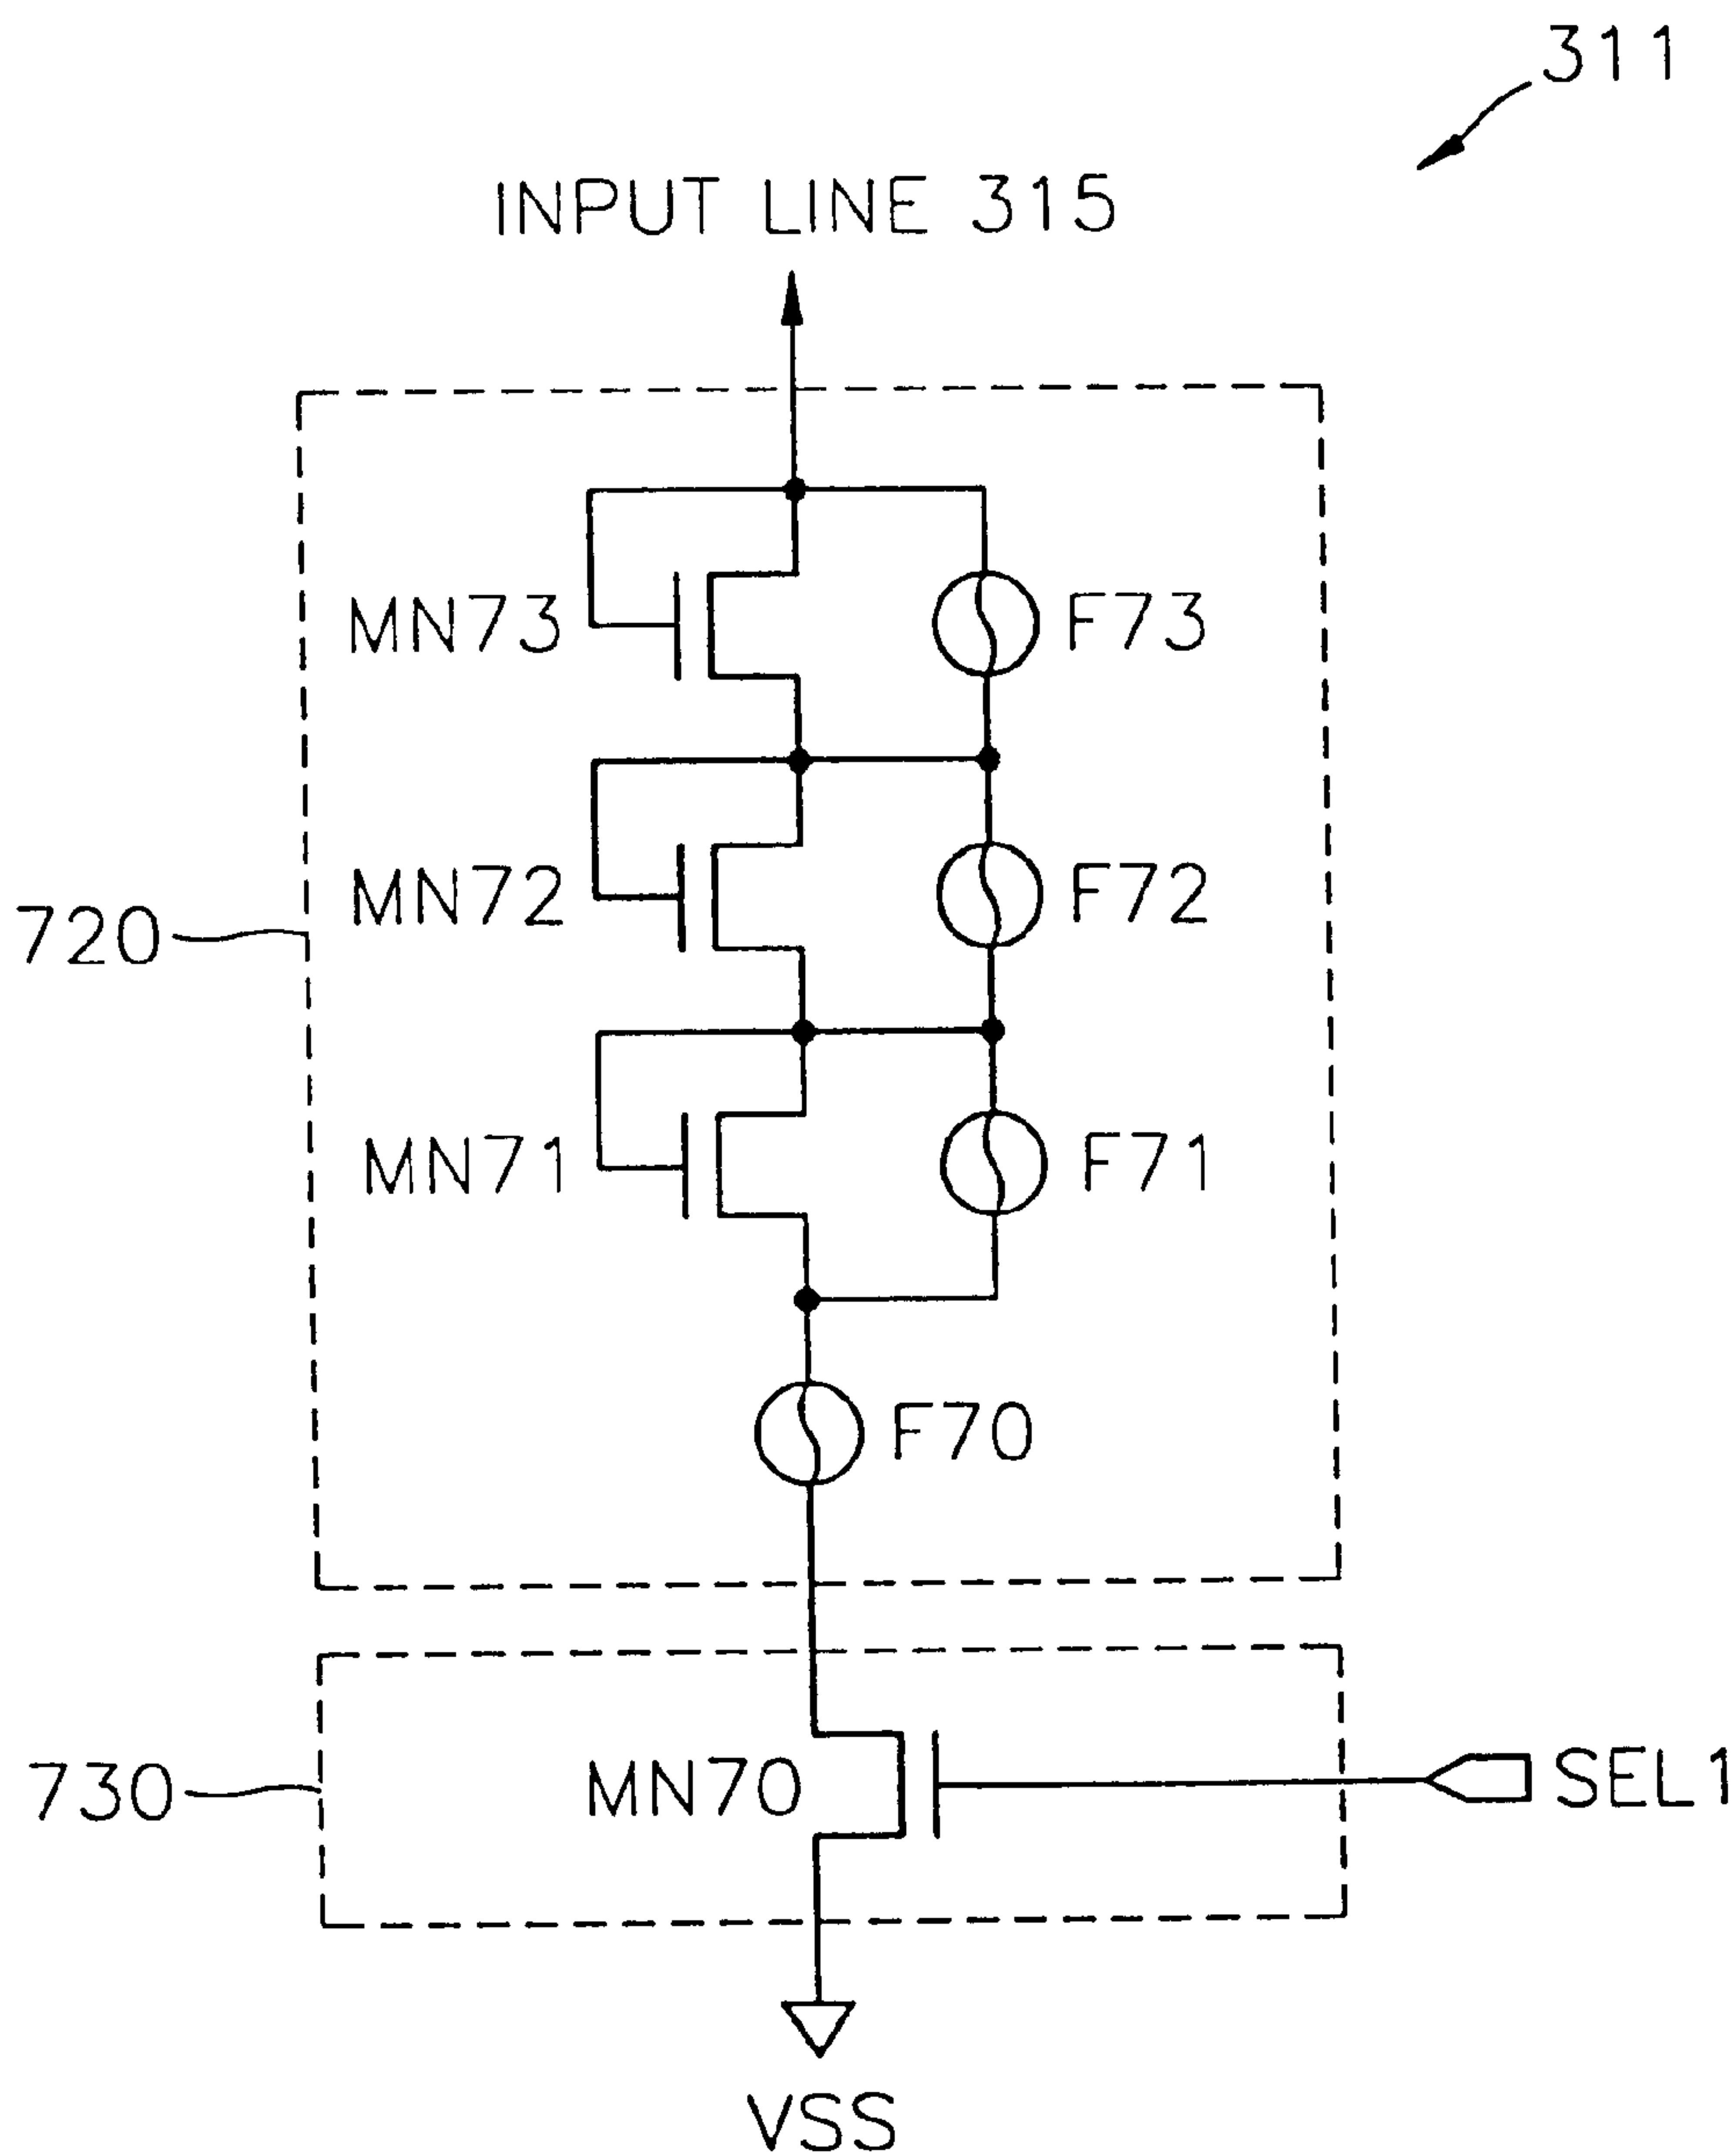 311
INPUT LINE 315
MN73
F73
MN72
F72
720
MN71
F71
F70
730
MN70
SEL1
VSS